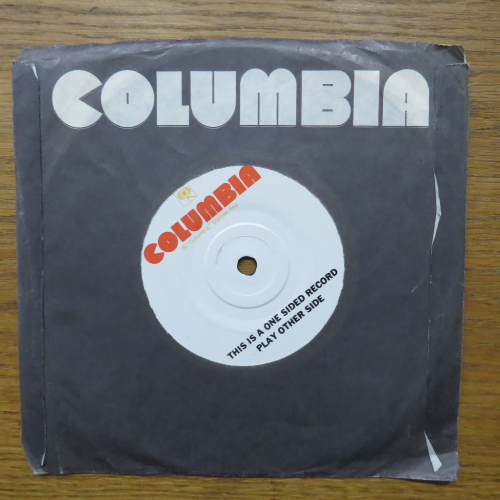 COLUMBIA
COLUMBIA
THIS IS A ONE SIDED RECORD
PLAY OTHER SIDE